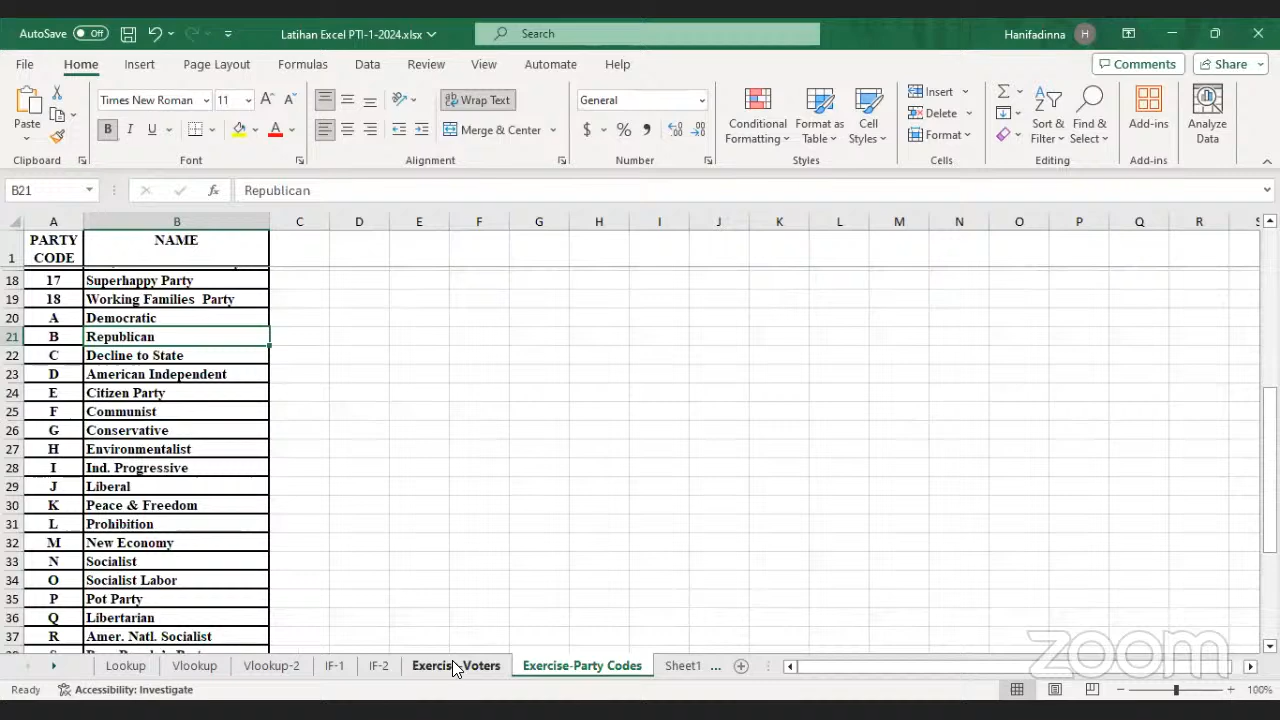 AutoSave Off Latihan Excel PTI-1-2024.xlsx Search Hanifadinna H
File Home Insert Page Layout Formulas Data Review View Automate Help Comments Share
Paste Times New Roman 11 A A Wrap Text General Conditional Formatting Format as Table Cell Styles Insert Delete Format Sort & Filter Find & Select Add-ins Analyze Data
B I U A Merge & Center $ % 9
Clipboard Font Alignment Number Styles Cells Editing Add-ins
B21 fx Republican
A B C D E F G H I J K L M N O P Q R S
1 PARTY CODE NAME
18 17 Superhappy Party
19 18 Working Families Party
20 A Democratic
21 B Republican
22 C Decline to State
23 D American Independent
24 E Citizen Party
25 F Communist
26 G Conservative
27 H Environmentalist
28 I Ind. Progressive
29 J Liberal
30 K Peace & Freedom
31 L Prohibition
32 M New Economy
33 N Socialist
34 O Socialist Labor
35 P Pot Party
36 Q Libertarian
37 R Amer. Natl. Socialist
zoom
Lookup Vlookup Vlookup-2 IF-1 IF-2 Exercise-Voters Exercise-Party Codes Sheet1 ...
Ready Accessibility: Investigate 100%